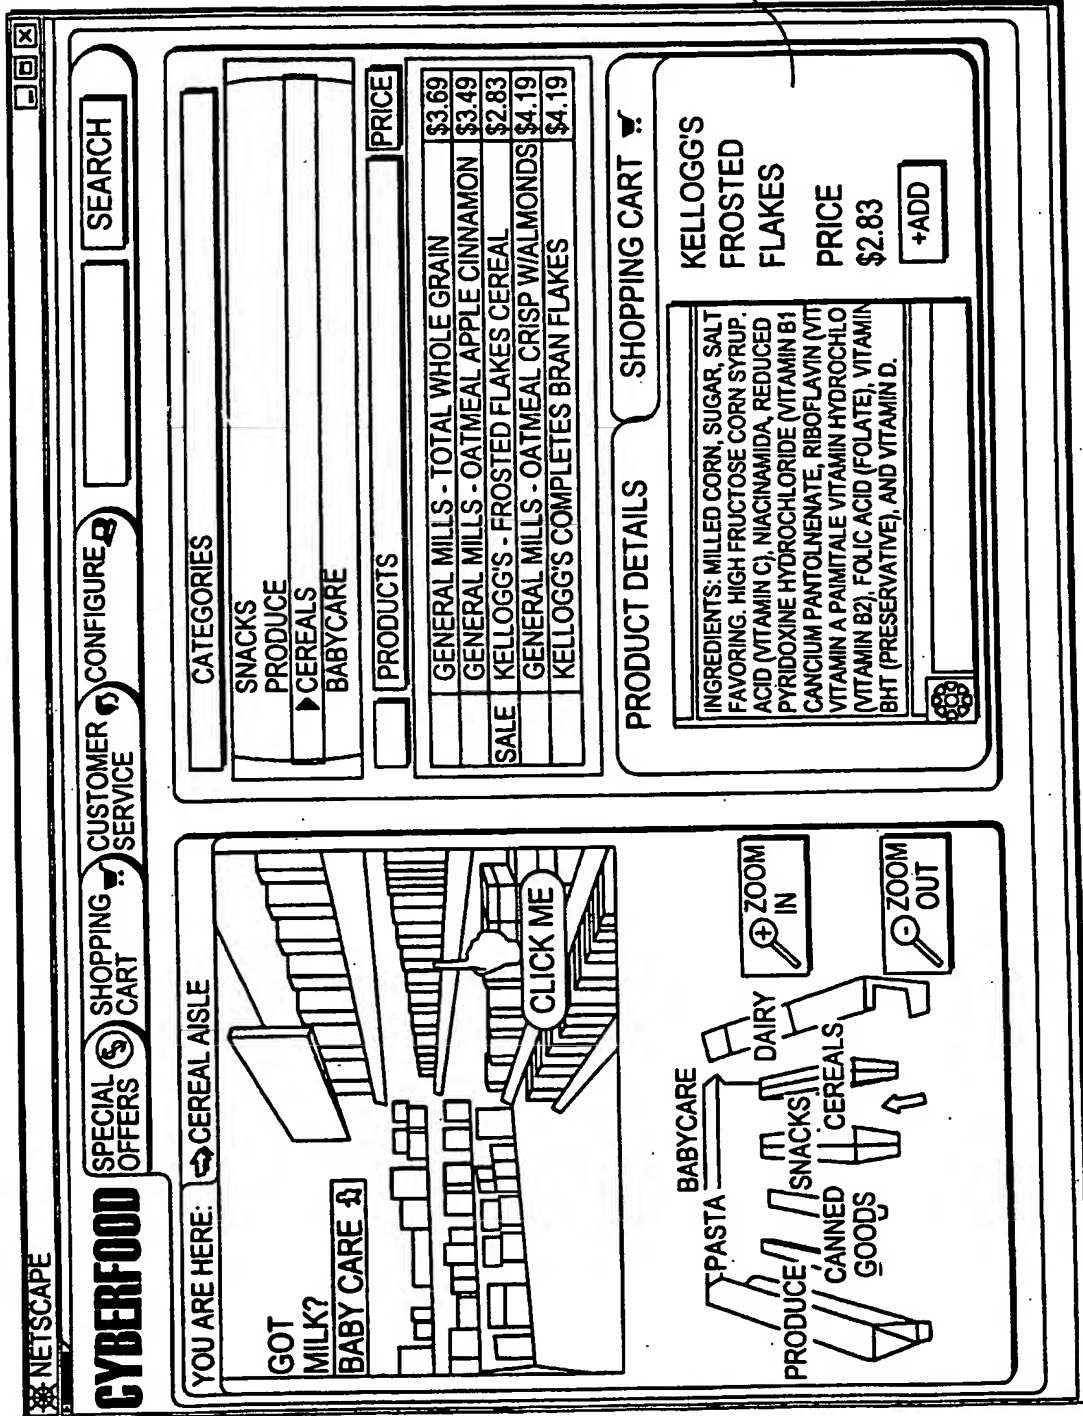 NETSCAPE
CYBERFOOD
SPECIAL
OFFERS
SHOPPING
CART
CUSTOMER
SERVICE
CONFIGURE
SEARCH
YOU ARE HERE:
CEREAL AISLE
GOT
MILK?
BABY CARE
CLICK ME
BABYCARE
PASTA
DAIRY
PRODUCE
SNACKS
CEREALS
CANNED
GOODS
ZOOM
IN
ZOOM
OUT
CATEGORIES
SNACKS
PRODUCE
CEREALS
BABYCARE
PRODUCTS PRICE
GENERAL MILLS - TOTAL WHOLE GRAIN $3.69
GENERAL MILLS - OATMEAL APPLE CINNAMON $3.49
SALE KELLOGG'S - FROSTED FLAKES CEREAL $2.83
GENERAL MILLS - OATMEAL CRISP W/ALMONDS $4.19
KELLOGG'S COMPLETES BRAN FLAKES $4.19
PRODUCT DETAILS
SHOPPING CART
INGREDIENTS: MILLED CORN, SUGAR, SALT
FAVORING. HIGH FRUCTOSE CORN SYRUP.
ACID (VITAMIN C), NIACINAMIDA, REDUCED
PYRIDOXINE HYDROCHLORIDE (VITAMIN B1
CANCIUM PANTOLNENATE, RIBOFLAVIN (VIT
VITAMIN A PAIMITALE VITAMIN HYDROCHLO
(VITAMIN B2), FOLIC ACID (FOLATE), VITAMIN
BHT (PRESERVATIVE), AND VITAMIN D.
KELLOGG'S
FROSTED
FLAKES
PRICE
$2.83
+ADD